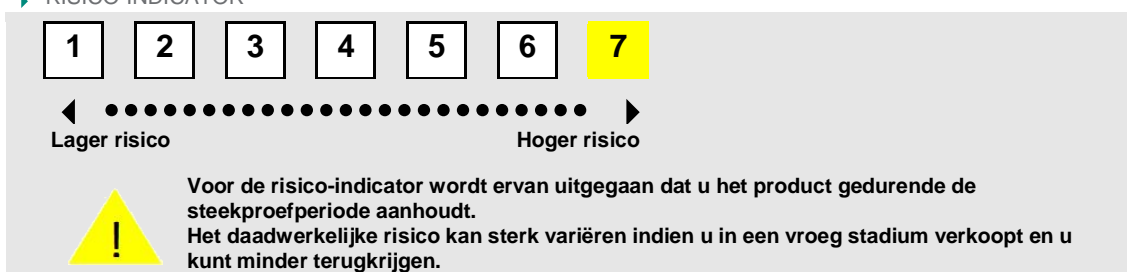 RISICO-INDICATOR
1 2 3 4 5 6 7
Lager risico Hoger risico
Voor de risico-indicator wordt ervan uitgegaan dat u het product gedurende de
steekproefperiode aanhoudt.
! Het daadwerkelijke risico kan sterk variëren indien u in een vroeg stadium verkoopt en u
kunt minder terugkrijgen.